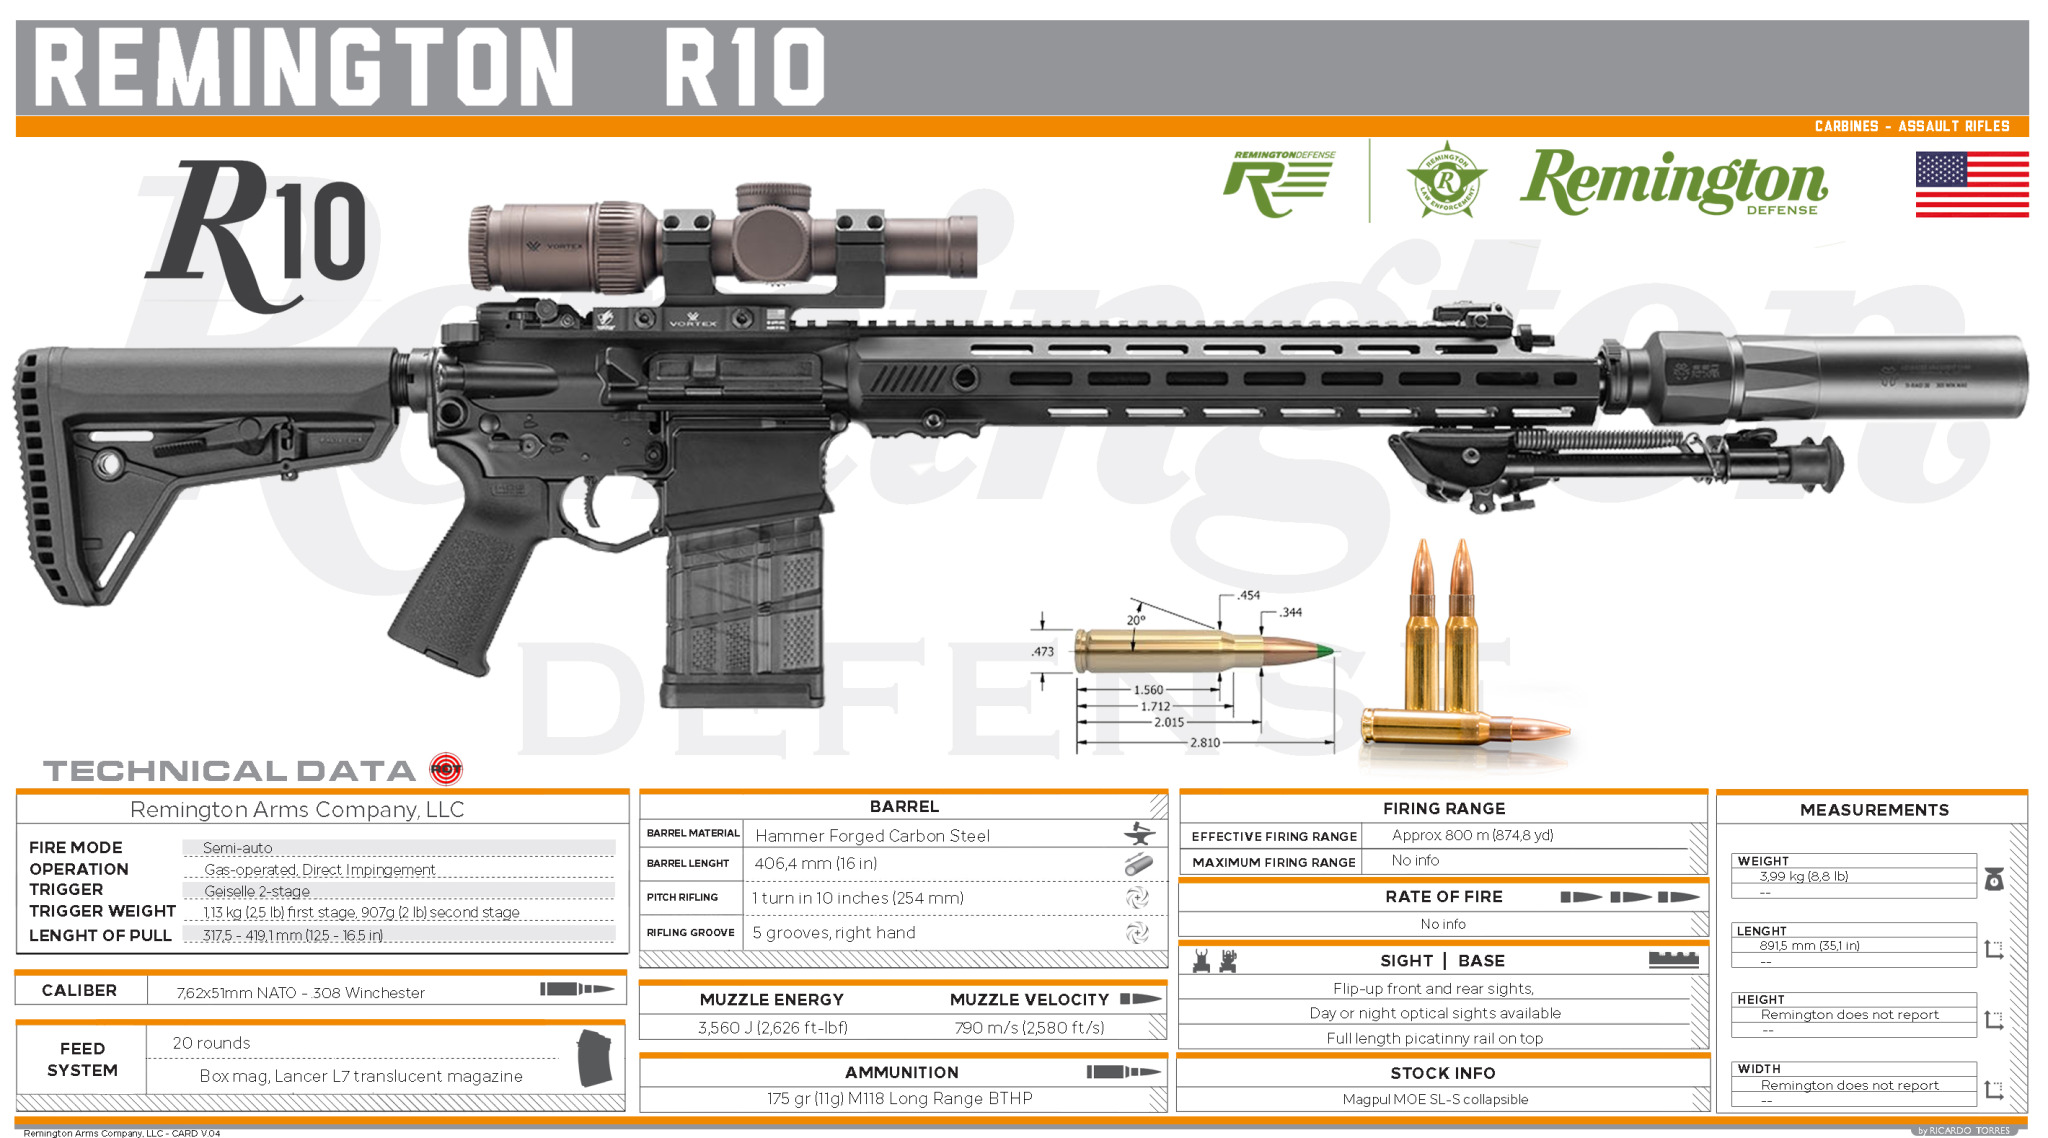 REMINGTON R10
CARBINES - ASSAULT RIFLES
R10
REMINGTONDEFENSE
R
REMINGTON
R
LAW ENFORCEMENT
Remington
DEFENSE
Remington
DEFENSE
VORTEX
VORTEX
.473
20°
.454
.344
1.560
1.712
2.015
2.810
TECHNICAL DATA
Remington Arms Company, LLC
FIRE MODE Semi-auto
OPERATION Gas-operated, Direct Impingement
TRIGGER Geiselle 2-stage
TRIGGER WEIGHT 1,13 kg (2,5 lb) first stage, 907g (2 lb) second stage
LENGHT OF PULL 317,5 - 419,1 mm (12,5 - 16,5 in)
CALIBER 7,62x51mm NATO - .308 Winchester
FEED SYSTEM
20 rounds
Box mag, Lancer L7 translucent magazine
BARREL
BARREL MATERIAL Hammer Forged Carbon Steel
BARREL LENGHT 406,4 mm (16 in)
PITCH RIFLING 1 turn in 10 inches (254 mm)
RIFLING GROOVE 5 grooves, right hand
MUZZLE ENERGY MUZZLE VELOCITY
3,560 J (2,626 ft-lbf) 790 m/s (2,580 ft/s)
AMMUNITION
175 gr (11g) M118 Long Range BTHP
FIRING RANGE
EFFECTIVE FIRING RANGE Approx 800 m (874,8 yd)
MAXIMUM FIRING RANGE No info
RATE OF FIRE
No info
SIGHT | BASE
Flip-up front and rear sights,
Day or night optical sights available
Full length picatinny rail on top
STOCK INFO
Magpul MOE SL-S collapsible
MEASUREMENTS
WEIGHT
3,99 kg (8,8 lb)
--
LENGHT
891,5 mm (35,1 in)
--
HEIGHT
Remington does not report
--
WIDTH
Remington does not report
--
Remington Arms Company, LLC - CARD V.04
by RICARDO TORRES